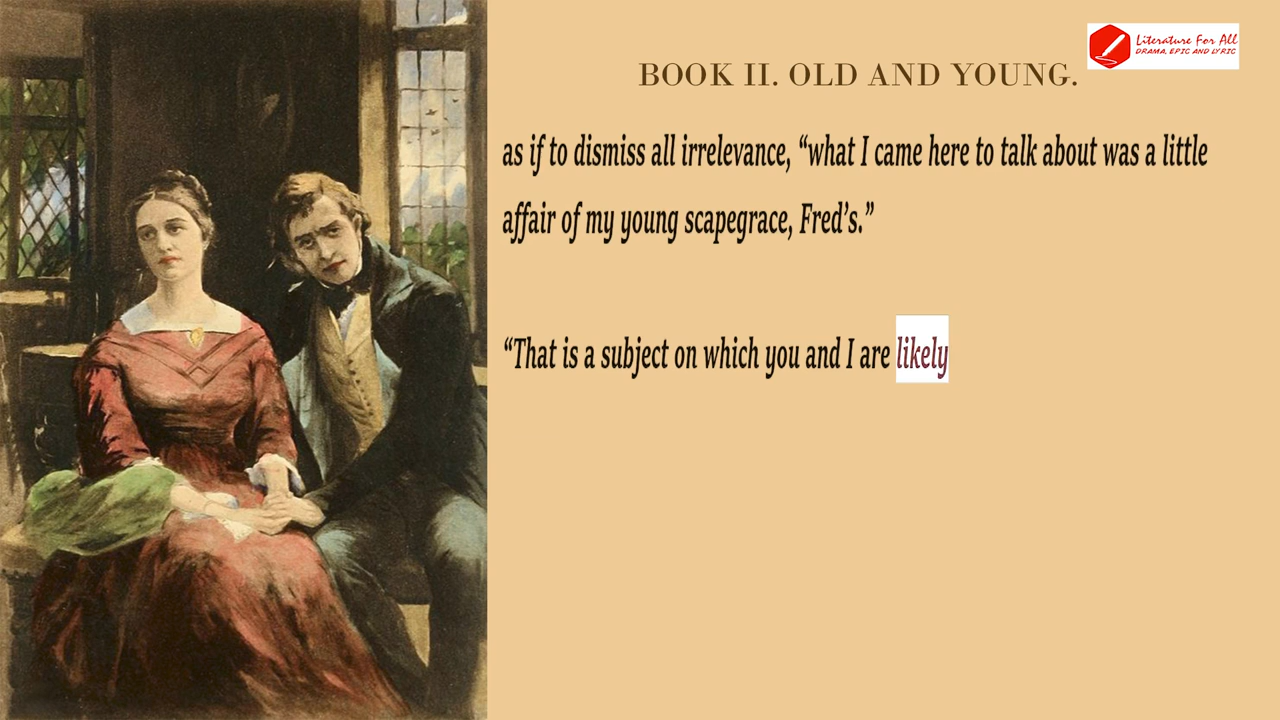 Literature For All
DRAMA, EPIC AND LYRIC
BOOK II. OLD AND YOUNG.
as if to dismiss all irrelevance, “what I came here to talk about was a little
affair of my young scapegrace, Fred’s.”
“That is a subject on which you and I are likely